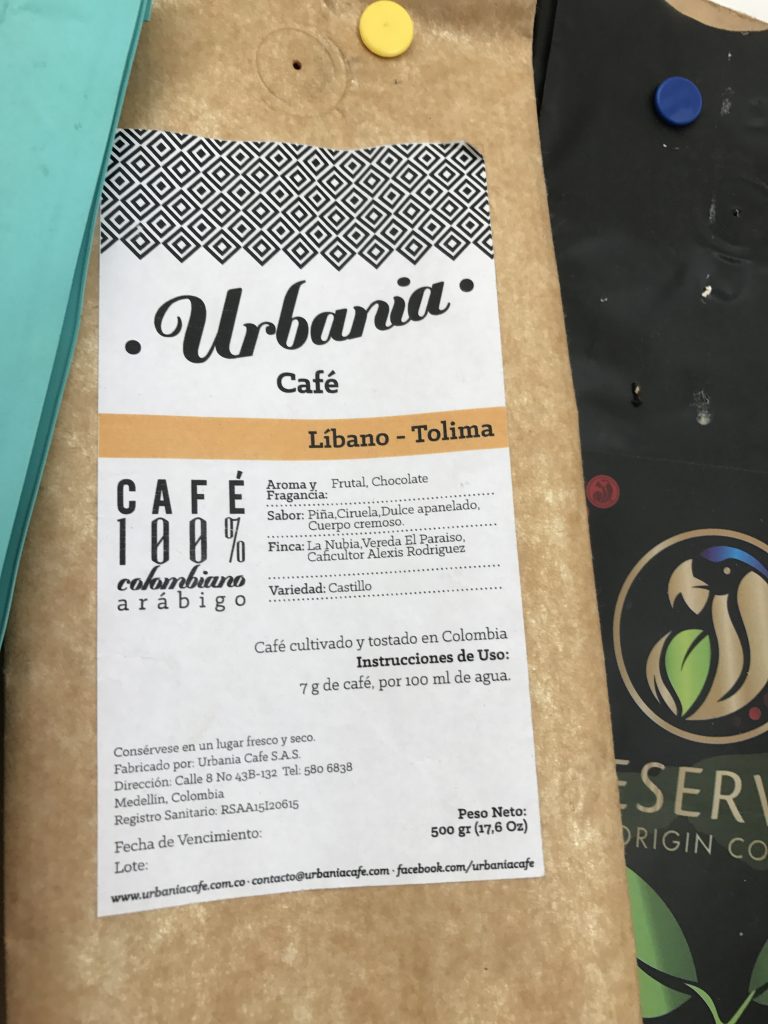 · Urbania ·
Café
Líbano - Tolima
CAFÉ
100%
colombiano
arábigo
Aroma y Frutal, Chocolate
Fragancia:
Sabor: Piña,Ciruela,Dulce apanelado,
Cuerpo cremoso.
Finca: La Nubia,Vereda El Paraiso,
Caficultor Alexis Rodriguez
Variedad: Castillo
Café cultivado y tostado en Colombia
Instrucciones de Uso:
7 g de café, por 100 ml de agua.
Consérvese en un lugar fresco y seco.
Fabricado por: Urbania Cafe S.A.S.
Dirección: Calle 8 No 43B-132 Tel: 580 6838
Medellin, Colombia
Registro Sanitario: RSAA15I20615
Fecha de Vencimiento:
Lote:
Peso Neto:
500 gr (17,6 Oz)
www.urbaniacafe.com.co · contacto@urbaniacafe.com · facebook.com/urbaniacafe
ESERV
ORIGIN CO